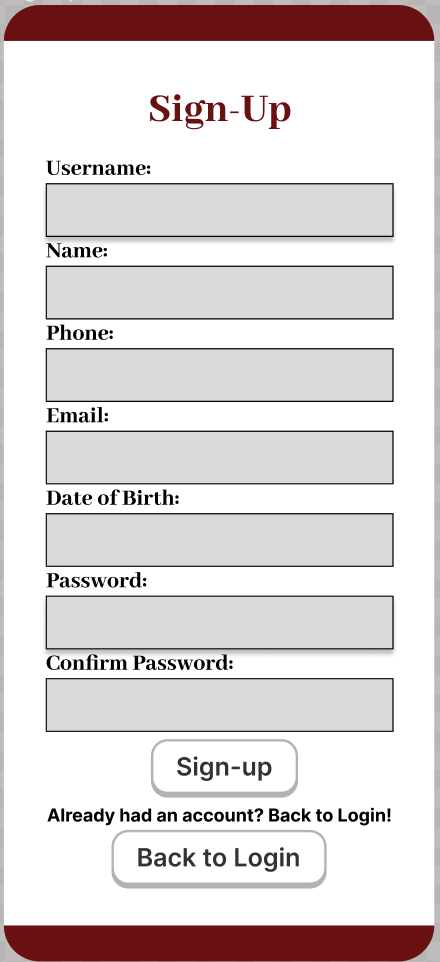 Sign-Up
Username:
Name:
Phone:
Email:
Date of Birth:
Password:
Confirm Password:
Sign-up
Already had an account? Back to Login!
Back to Login